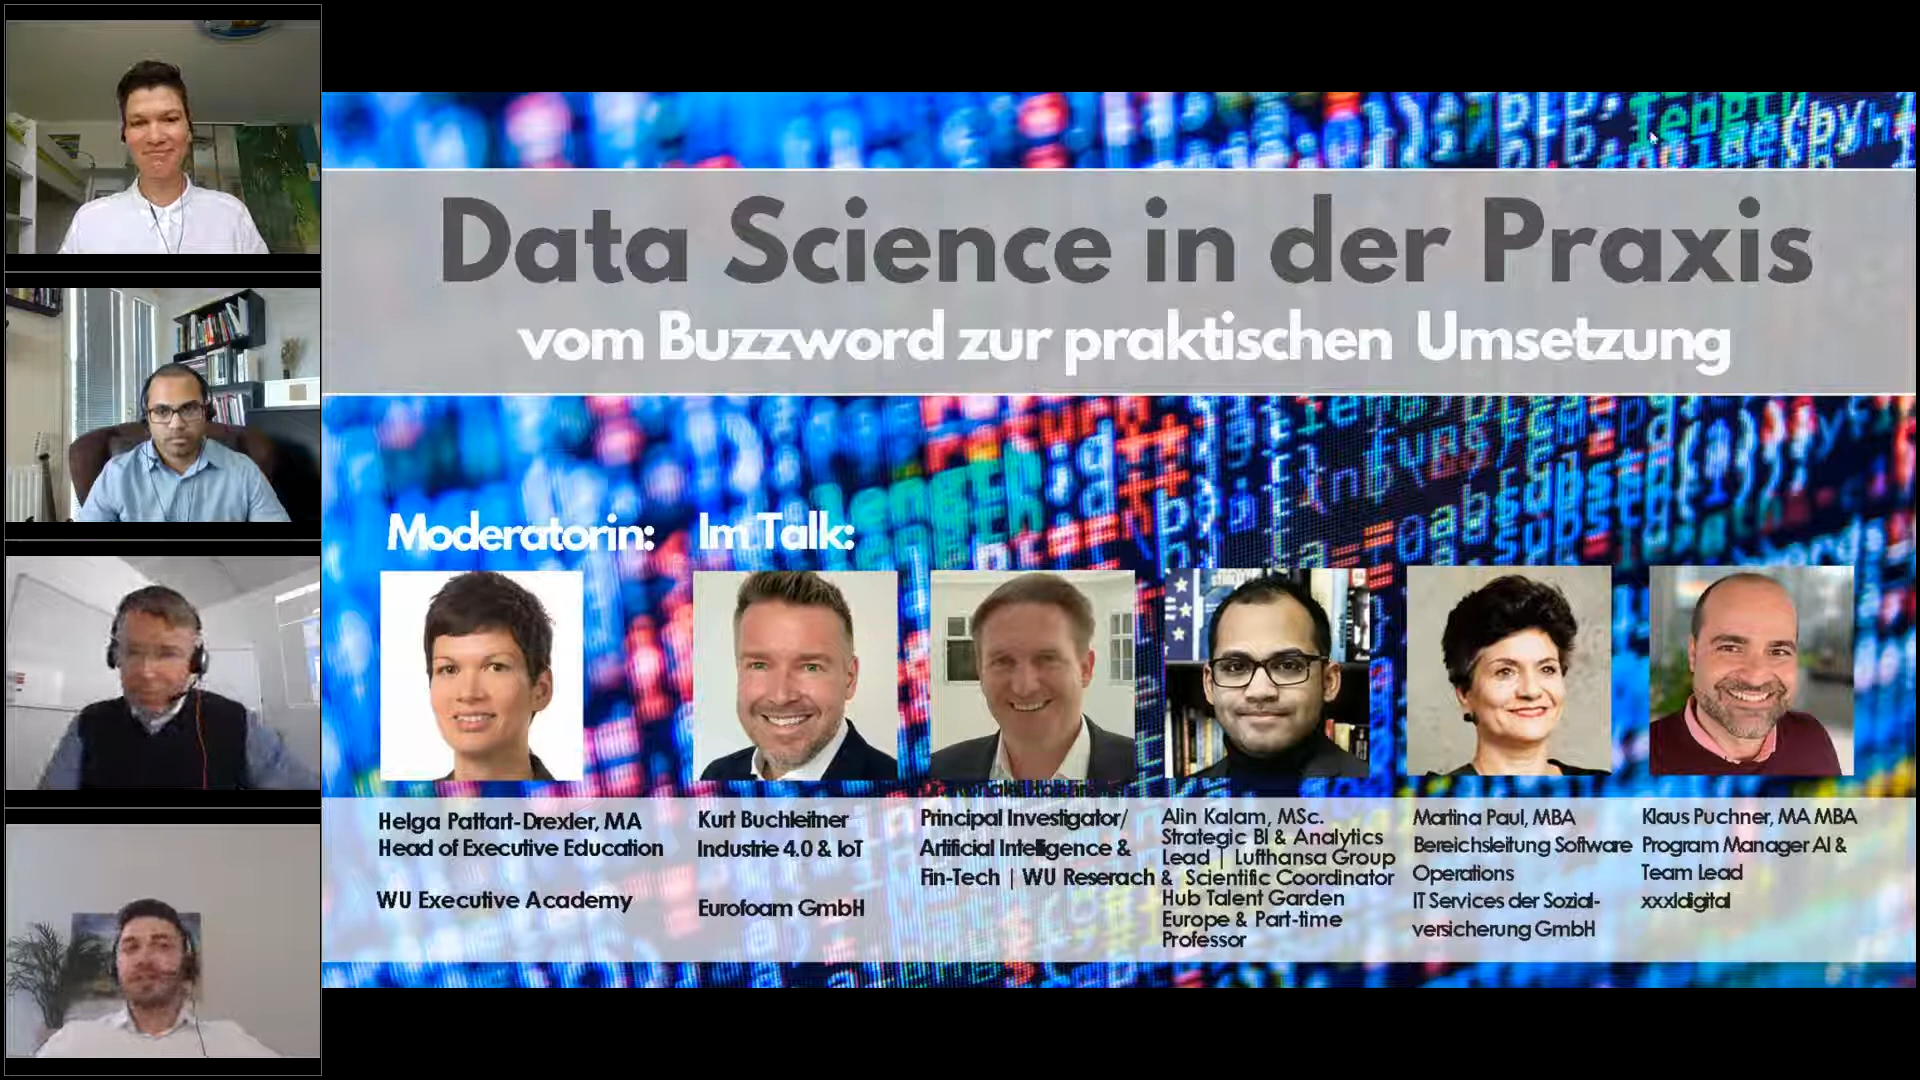 Data Science in der Praxis
vom Buzzword zur praktischen Umsetzung
Moderatorin:
Im Talk:
Helga Pattart-Drexler, MA
Head of Executive Education
WU Executive Academy
Kurt Buchleitner
Industrie 4.0 & IoT
Eurofoam GmbH
Principal Investigator/
Artificial Intelligence &
Fin-Tech | WU Reserach
Alin Kalam, MSc.
Strategic BI & Analytics
Lead | Lufthansa Group
& Scientific Coordinator
Hub Talent Garden
Europe & Part-time
Professor
Martina Paul, MBA
Bereichsleitung Software
Operations
IT Services der Sozial-
versicherung GmbH
Klaus Puchner, MA MBA
Program Manager AI &
Team Lead
xxxldigital